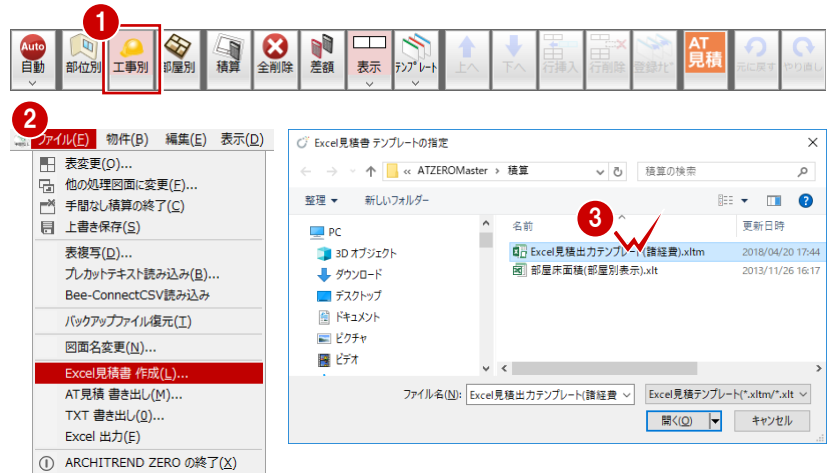 1
Auto
自動
部位別
工事別
部屋別
積算
全削除
差額
表示
ﾃﾝﾌﾟﾚｰﾄ
上へ
下へ
行挿入
行削除
登録ﾅﾋﾞ
AT
見積
元に戻す
やり直し
2
ファイル(F) 物件(B) 編集(E) 表示(D)
表変更(O)...
他の処理図面に変更(F)...
手間なし積算の終了(C)
上書き保存(S)
表複写(D)...
プレカットテキスト読み込み(B)...
Bee-ConnectCSV読み込み
バックアップファイル復元(T)
図面名変更(N)...
Excel見積書 作成(L)...
AT見積 書き出し(M)...
TXT 書き出し(0)...
Excel 出力(E)
ARCHITREND ZERO の終了(X)
Excel見積書 テンプレートの指定
« ATZEROMaster › 積算
積算の検索
整理 新しいフォルダー
3
PC
3D オブジェクト
ダウンロード
デスクトップ
ドキュメント
ピクチャ
ビデオ
名前 更新日時
Excel見積出力テンプレート(諸経費).xltm 2018/04/20 17:44
部屋床面積(部屋別表示).xlt 2013/11/26 16:17
ファイル名(N): Excel見積出力テンプレート(諸経費 Excel見積テンプレート(*.xltm/*.xlt
開く(O) キャンセル